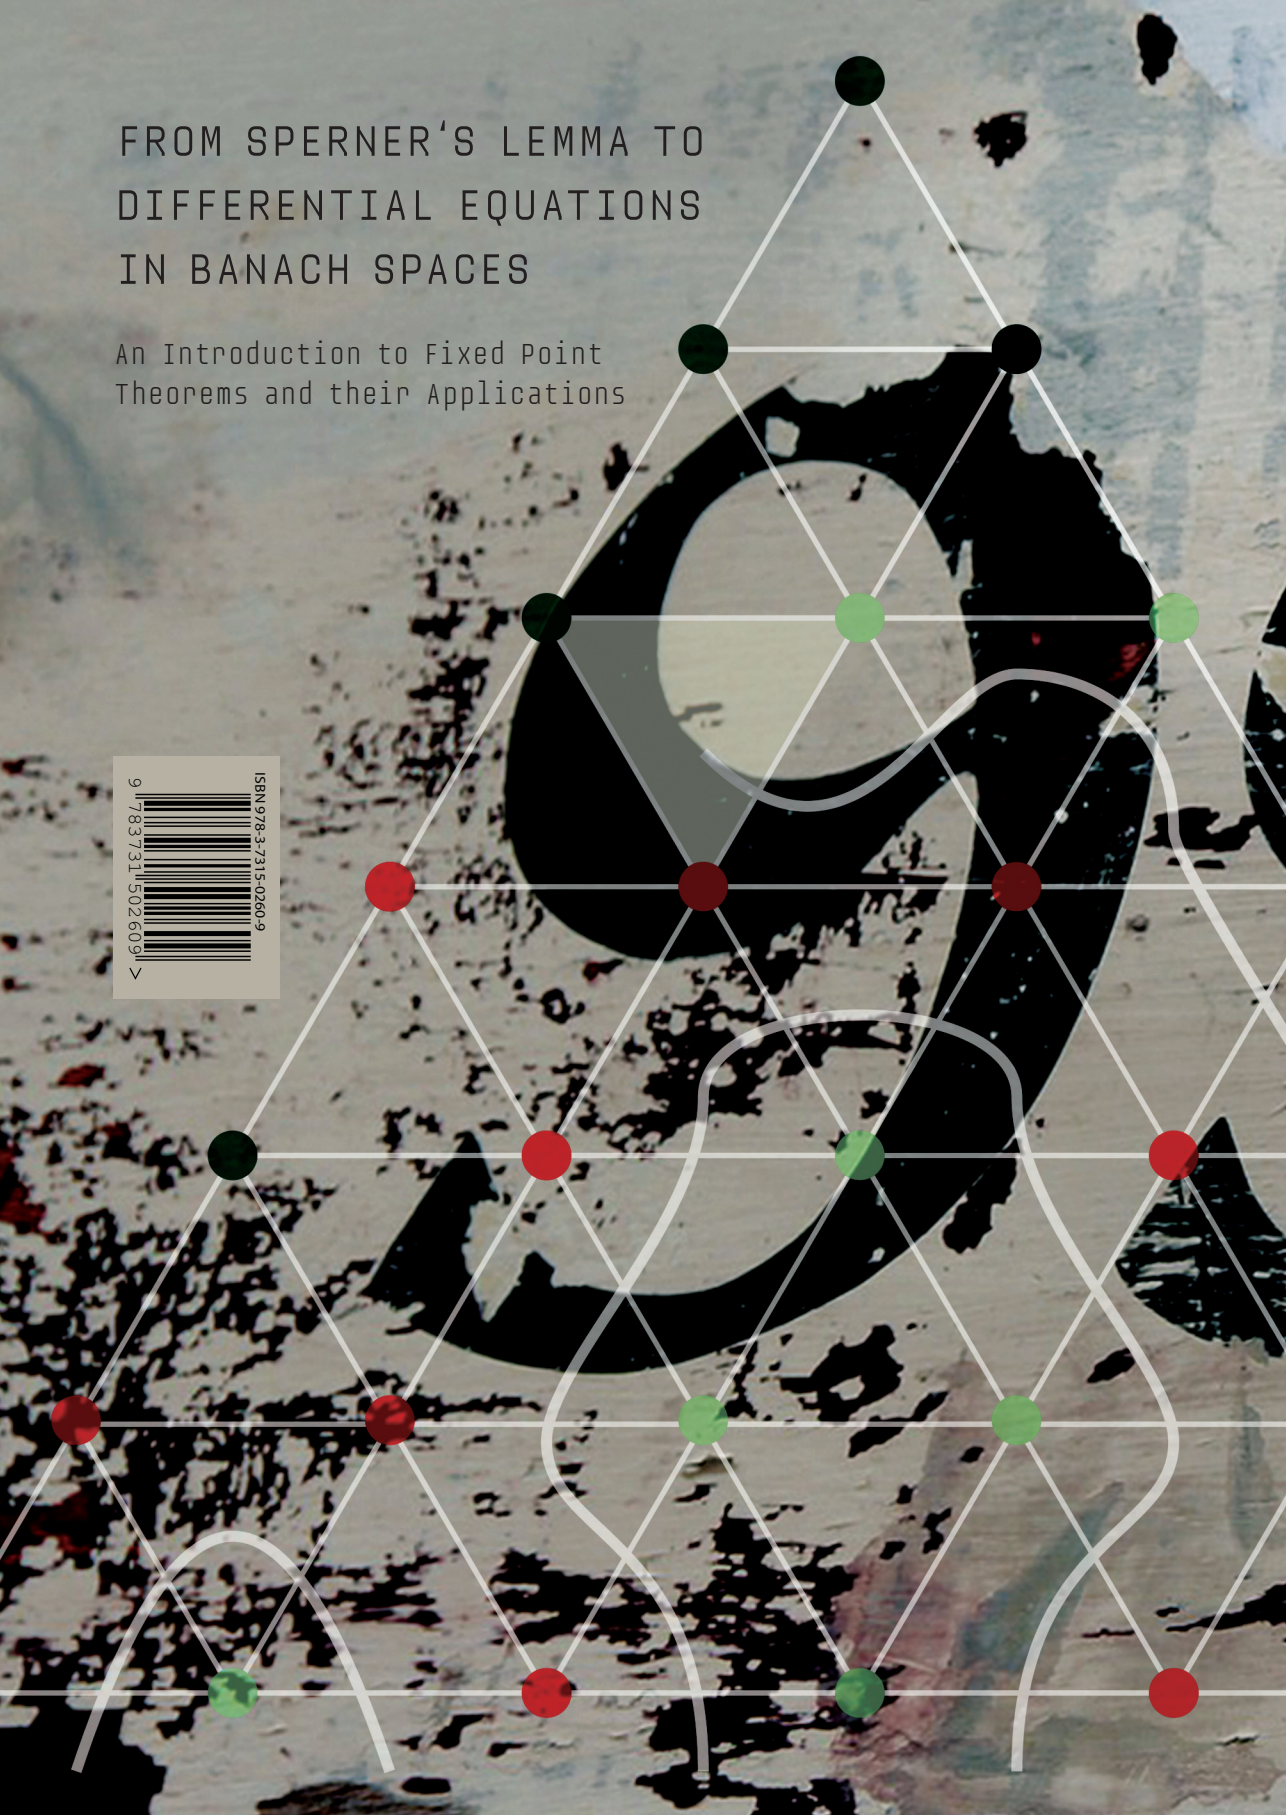 FROM SPERNER‘S LEMMA TO
DIFFERENTIAL EQUATIONS
IN BANACH SPACES
An Introduction to Fixed Point
Theorems and their Applications
ISBN 978-3-7315-0260-9
9 783731 502609 >
9